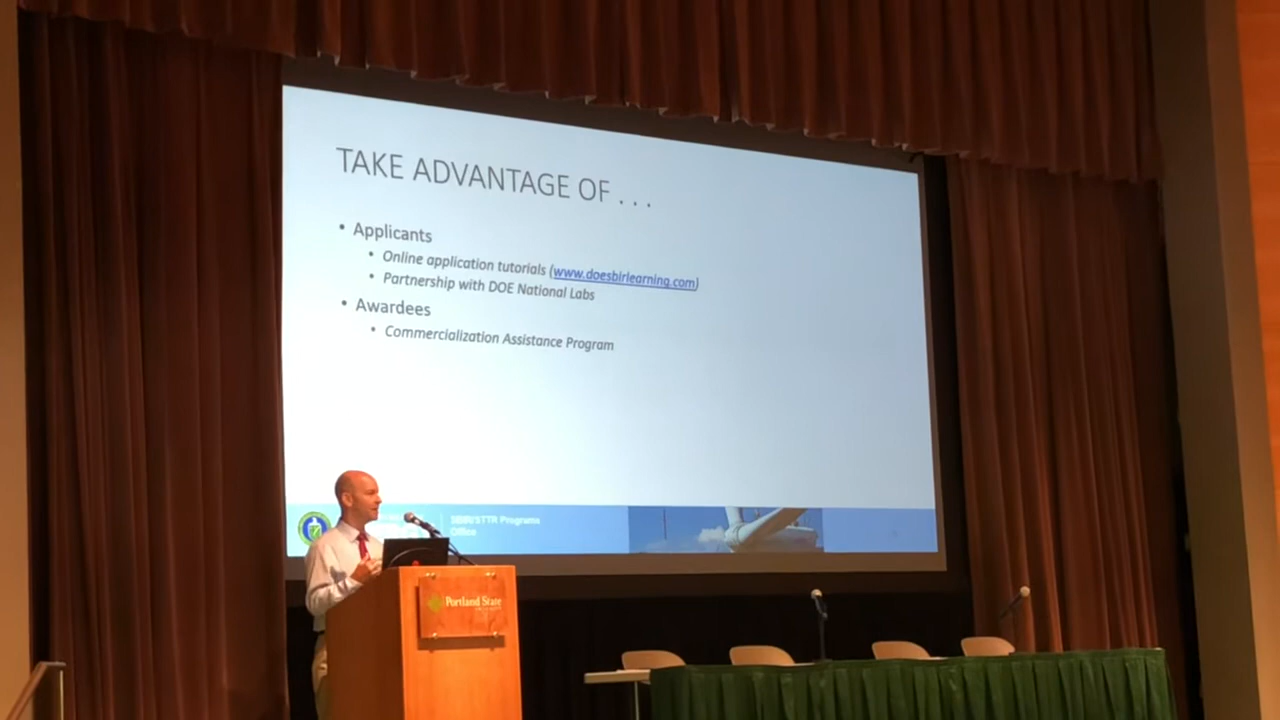 TAKE ADVANTAGE OF . . .
• Applicants
• Online application tutorials (www.doesbirlearning.com)
• Partnership with DOE National Labs
• Awardees
• Commercialization Assistance Program
SBIR/STTR Programs
Office
Portland State